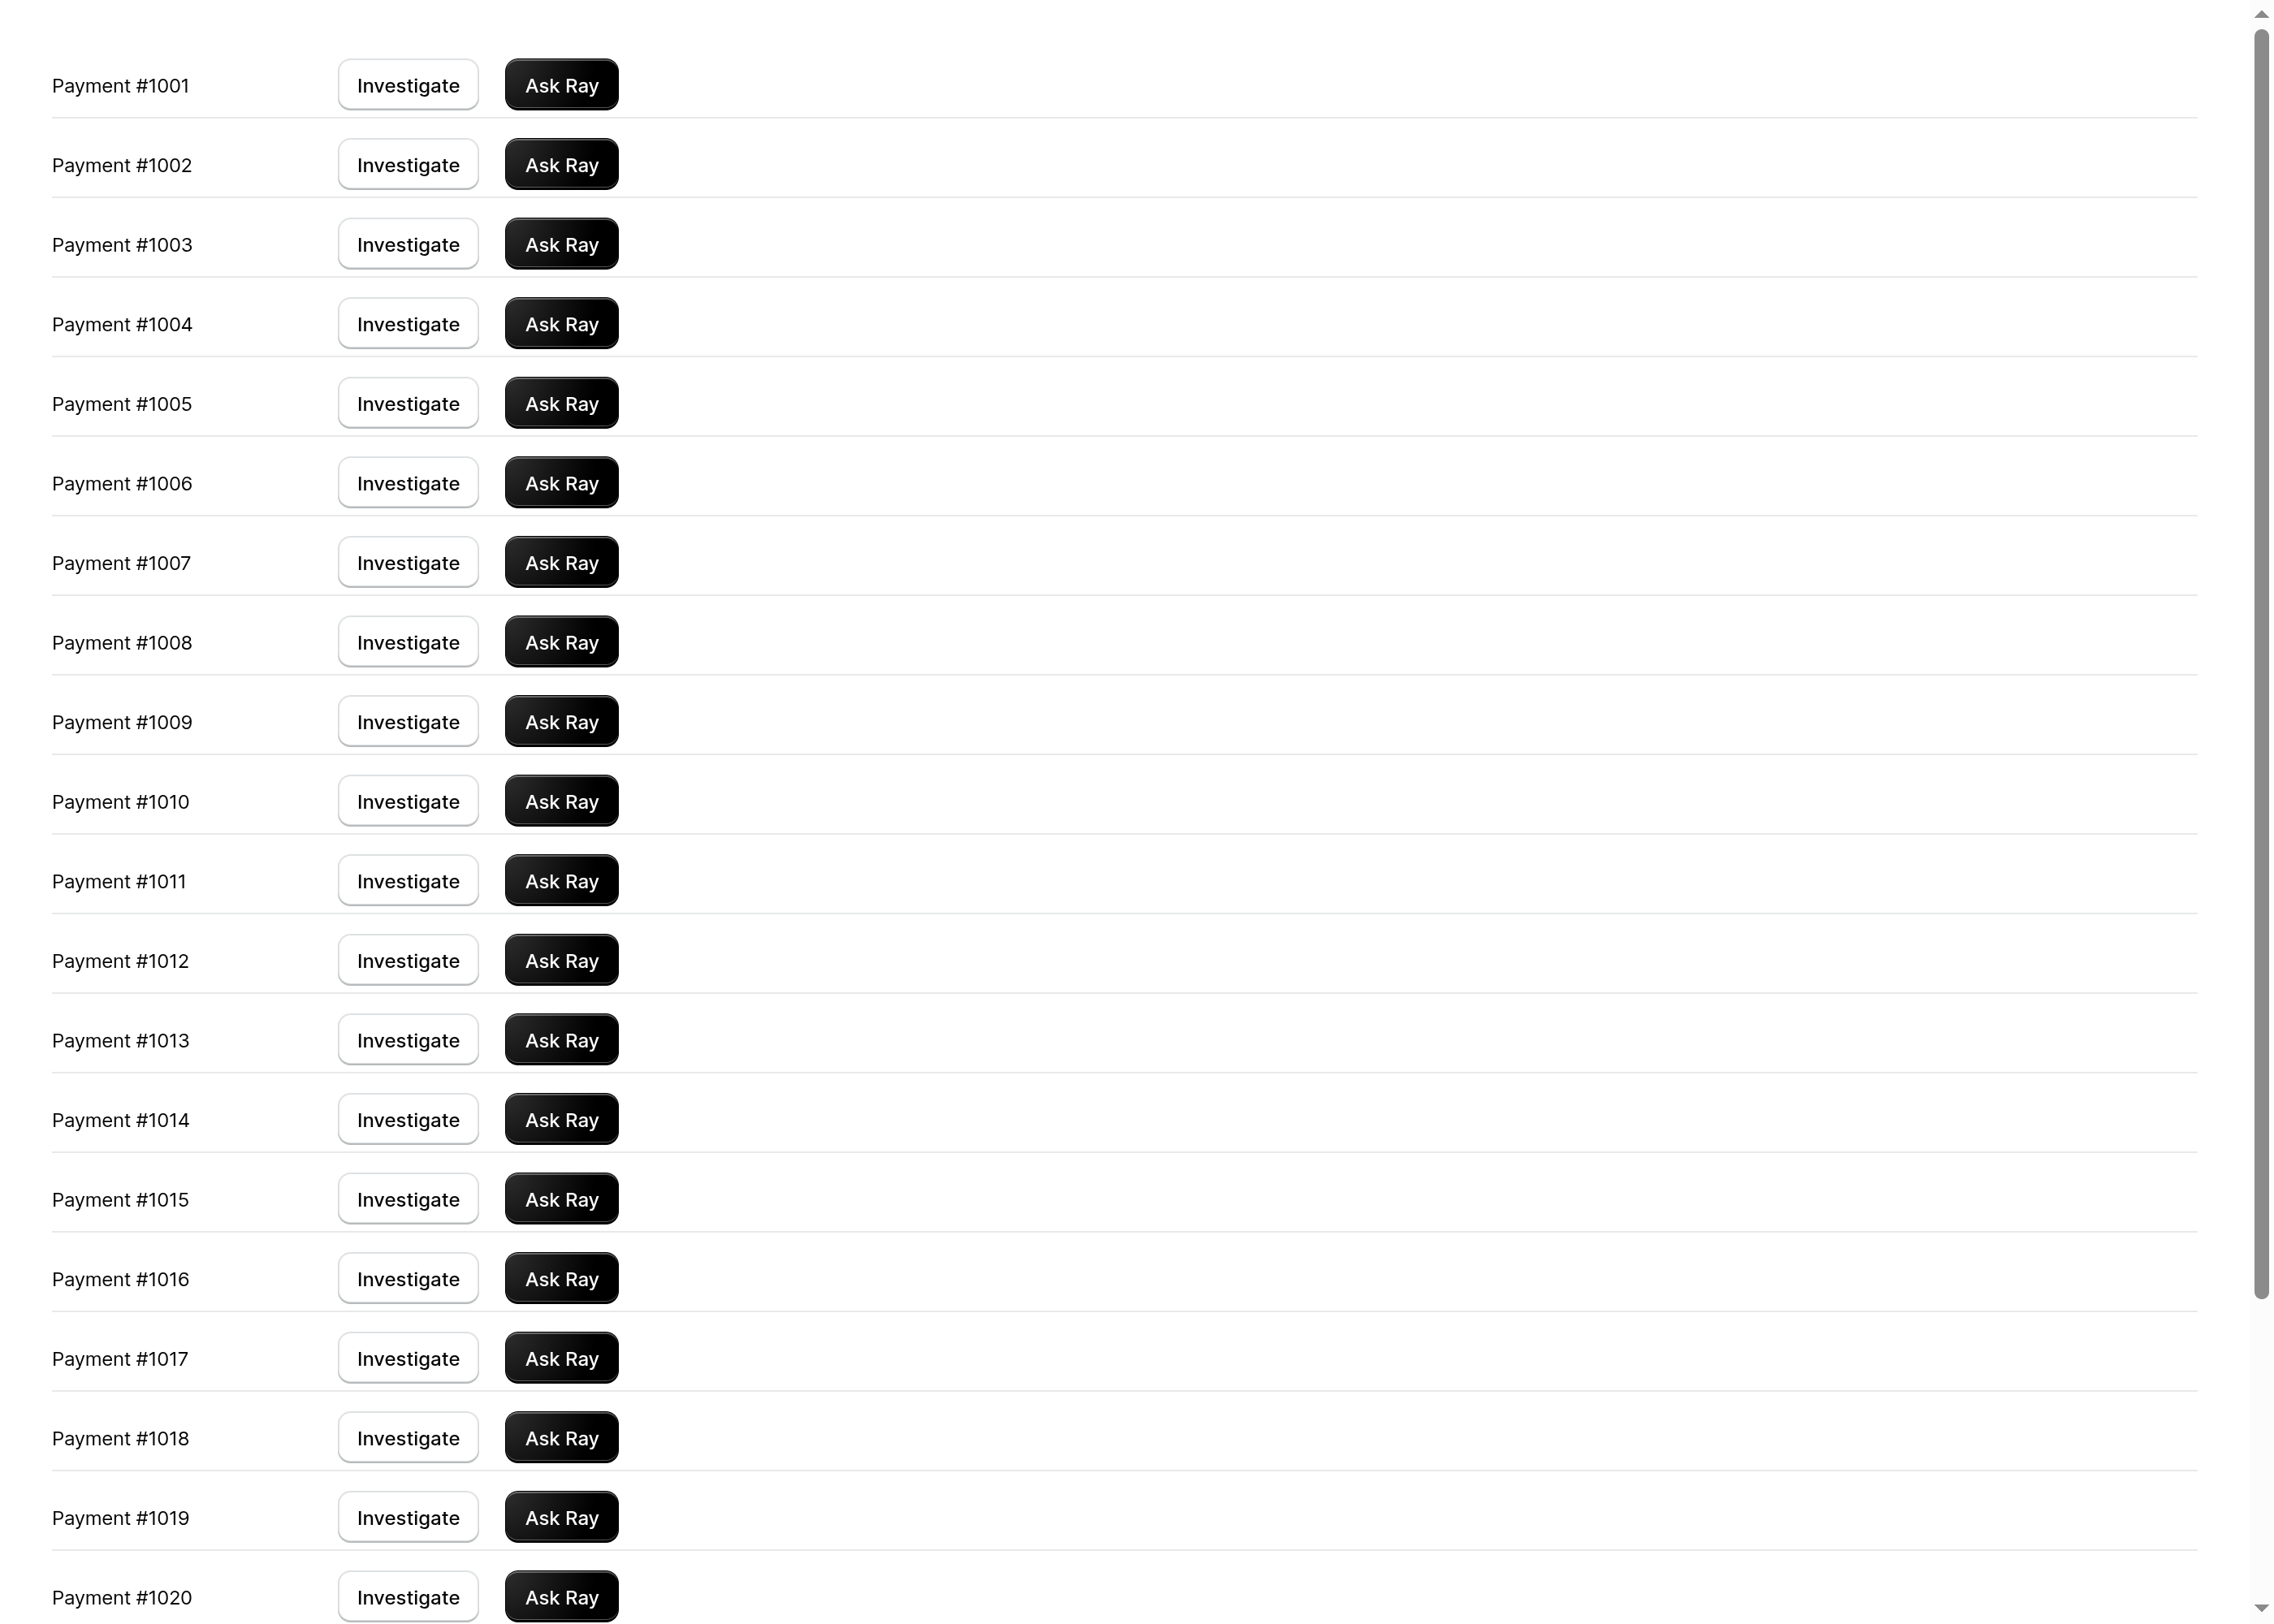 Payment #1001 Investigate Ask Ray
Payment #1002 Investigate Ask Ray
Payment #1003 Investigate Ask Ray
Payment #1004 Investigate Ask Ray
Payment #1005 Investigate Ask Ray
Payment #1006 Investigate Ask Ray
Payment #1007 Investigate Ask Ray
Payment #1008 Investigate Ask Ray
Payment #1009 Investigate Ask Ray
Payment #1010 Investigate Ask Ray
Payment #1011 Investigate Ask Ray
Payment #1012 Investigate Ask Ray
Payment #1013 Investigate Ask Ray
Payment #1014 Investigate Ask Ray
Payment #1015 Investigate Ask Ray
Payment #1016 Investigate Ask Ray
Payment #1017 Investigate Ask Ray
Payment #1018 Investigate Ask Ray
Payment #1019 Investigate Ask Ray
Payment #1020 Investigate Ask Ray